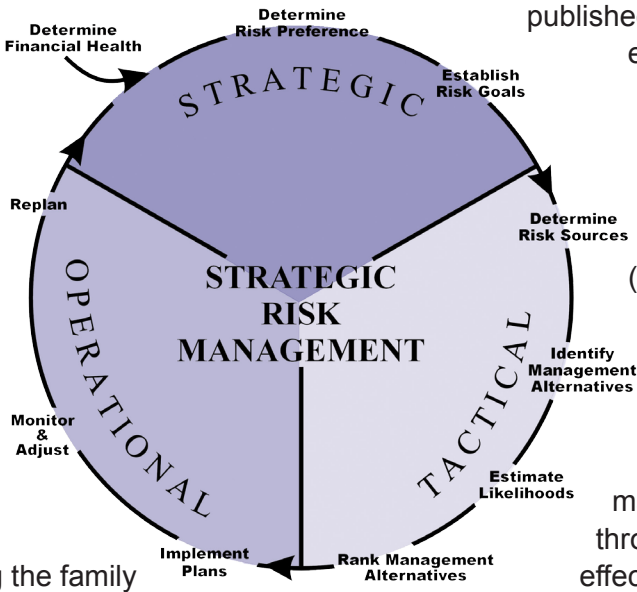 Determine
Financial Health
Determine
Risk Preference
Establish
Risk Goals
STRATEGIC
Determine
Risk Sources
Identify
Management
Alternatives
Estimate
Likelihoods
Rank Management
Alternatives
TACTICAL
Implement
Plans
Monitor
&
Adjust
Replan
OPERATIONAL
STRATEGIC
RISK
MANAGEMENT
the family
effec
thro
m
(
e
publishe